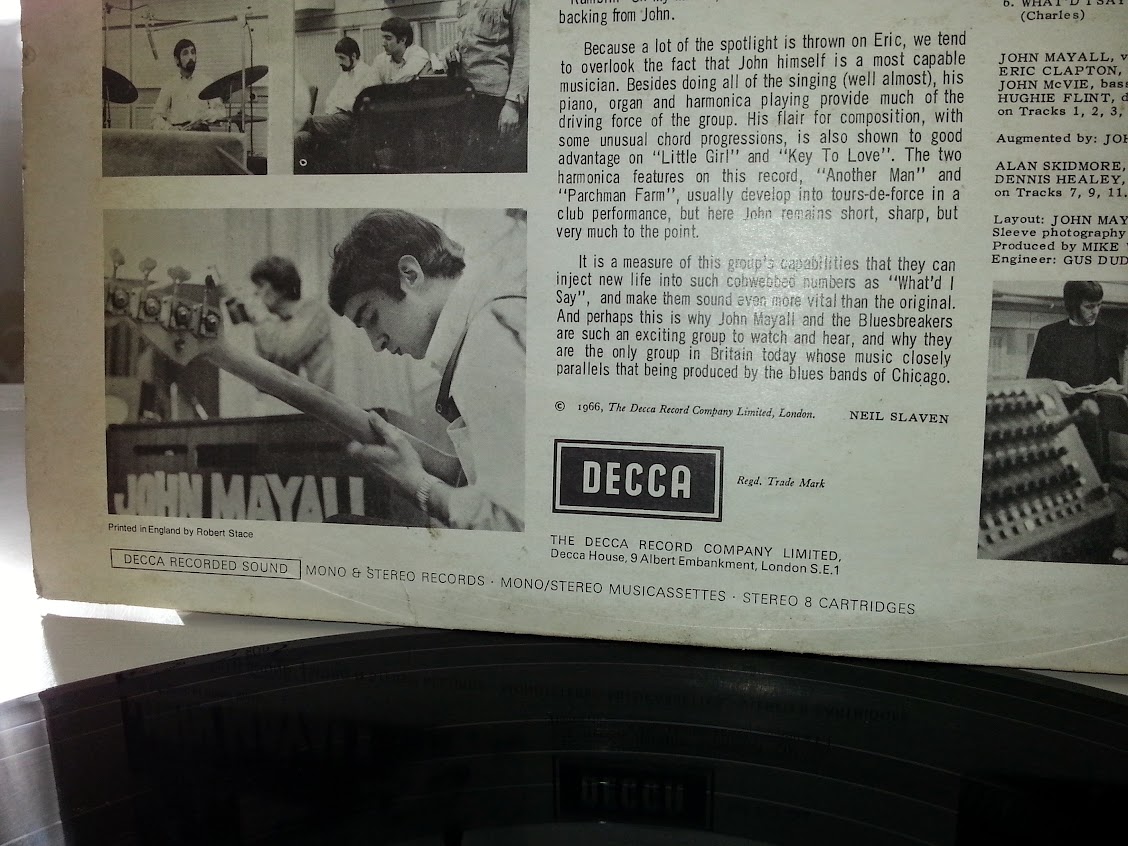 backing from John.
Because a lot of the spotlight is thrown on Eric, we tend
to overlook the fact that John himself is a most capable
musician. Besides doing all of the singing (well almost), his
piano, organ and harmonica playing provide much of the
driving force of the group. His flair for composition, with
some unusual chord progressions, is also shown to good
advantage on "Little Girl" and "Key To Love". The two
harmonica features on this record, "Another Man" and
"Parchman Farm", usually develop into tours-de-force in a
club performance, but here John remains short, sharp, but
very much to the point.
It is a measure of this group's capabilities that they can
inject new life into such cobwebbed numbers as "What'd I
Say", and make them sound even more vital than the original.
And perhaps this is why John Mayall and the Bluesbreakers
are such an exciting group to watch and hear, and why they
are the only group in Britain today whose music closely
parallels that being produced by the blues bands of Chicago.
© 1966, The Decca Record Company Limited, London. NEIL SLAVEN
DECCA Regd. Trade Mark
THE DECCA RECORD COMPANY LIMITED,
Decca House, 9 Albert Embankment, London S.E.1
6. WHAT'D I SAY
(Charles)
JOHN MAYALL, v
ERIC CLAPTON,
JOHN McVIE, bass
HUGHIE FLINT, d
on Tracks 1, 2, 3,
Augmented by: JOH
ALAN SKIDMORE,
DENNIS HEALEY,
on Tracks 7, 9, 11.
Layout: JOHN MAY
Sleeve photography
Produced by MIKE
Engineer: GUS DUD
JOHN MAYALL
Printed in England by Robert Stace
DECCA RECORDED SOUND MONO & STEREO RECORDS · MONO/STEREO MUSICASSETTES · STEREO 8 CARTRIDGES
DECCA